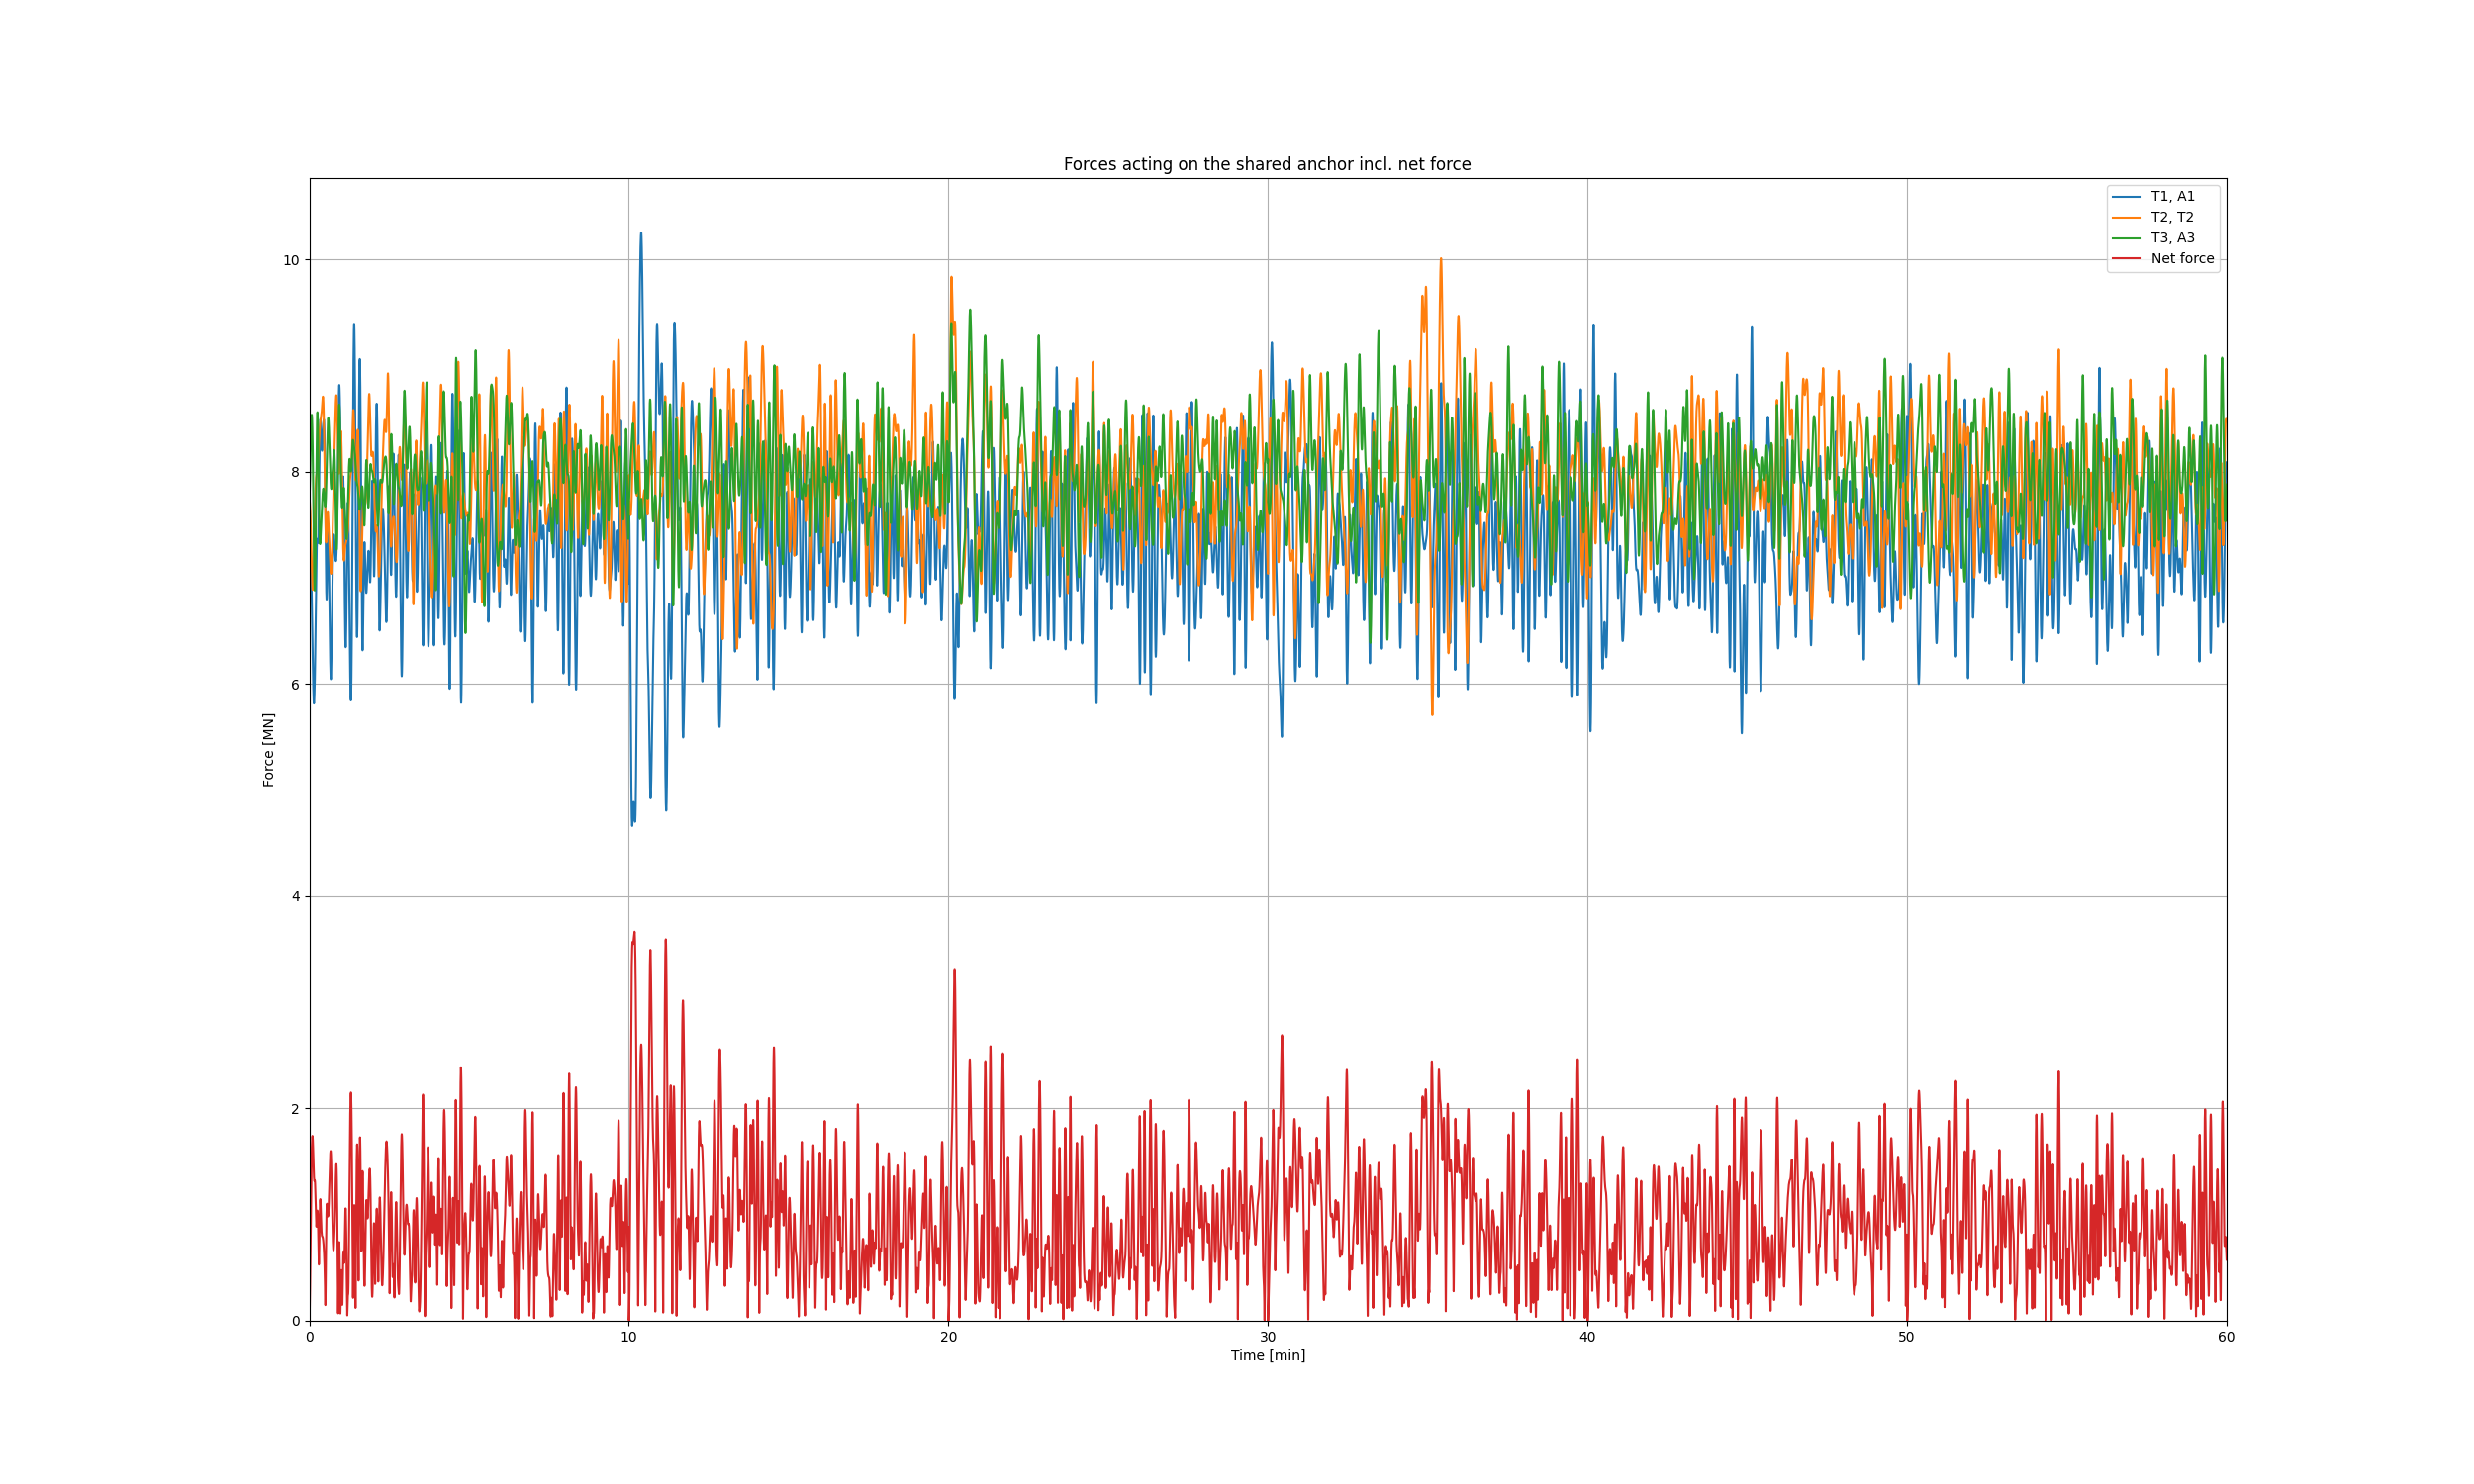 Forces acting on the shared anchor incl. net force
T1, A1
T2, T2
T3, A3
Net force
10
8
6
4
2
0
Force [MN]
0 10 20 30 40 50 60
Time [min]